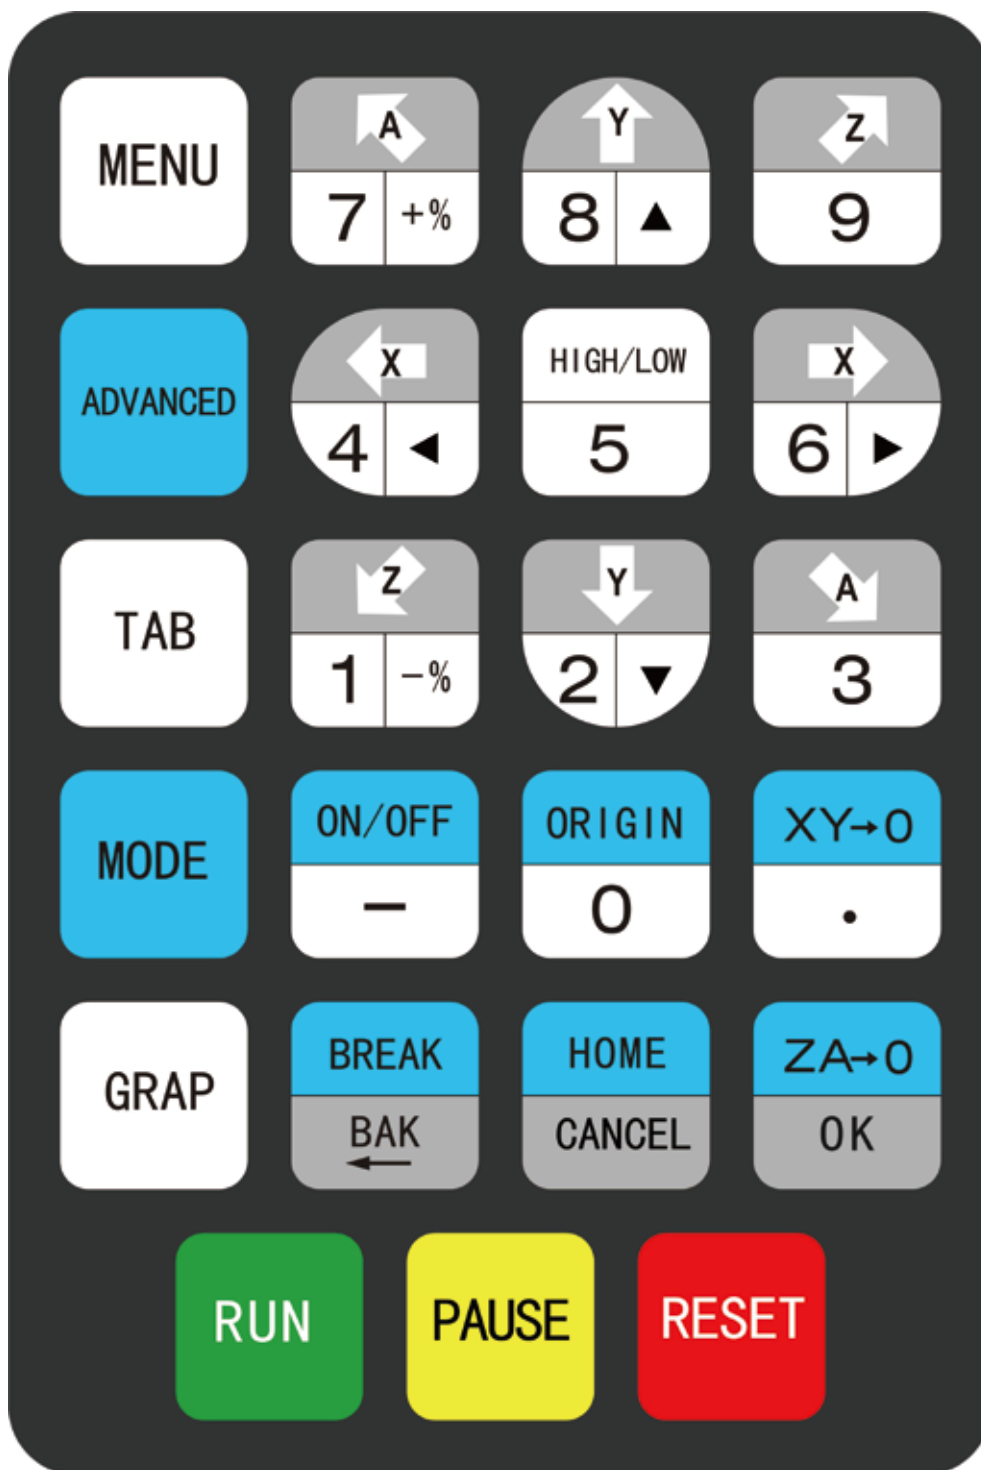 MENU
A
7 +%
Y
8 ▲
Z
9
ADVANCED
X
4 ◀
HIGH/LOW
5
X
6 ▶
TAB
Z
1 -%
Y
2 ▼
A
3
MODE
ON/OFF
-
ORIGIN
0
XY→0
.
GRAP
BREAK
BAK
←
HOME
CANCEL
ZA→0
OK
RUN
PAUSE
RESET